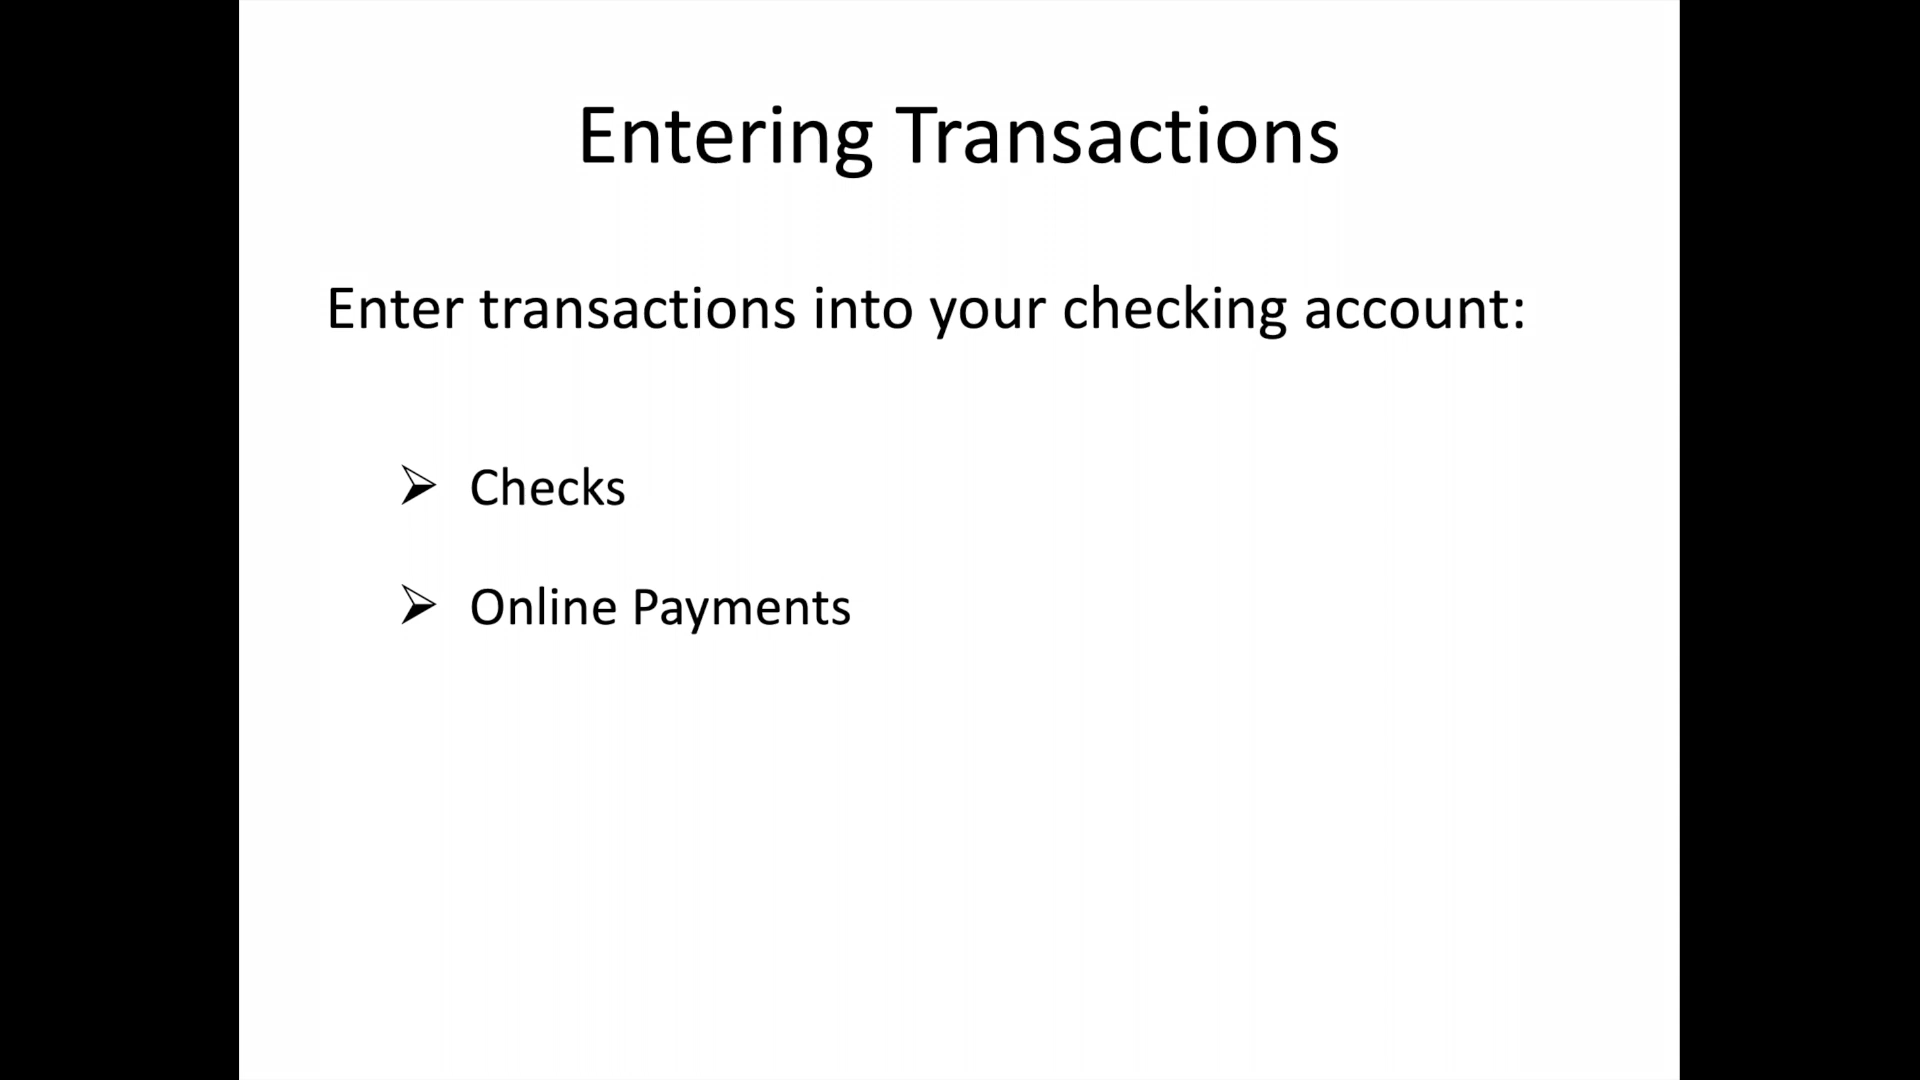 Entering Transactions
Enter transactions into your checking account:
➢ Checks
➢ Online Payments